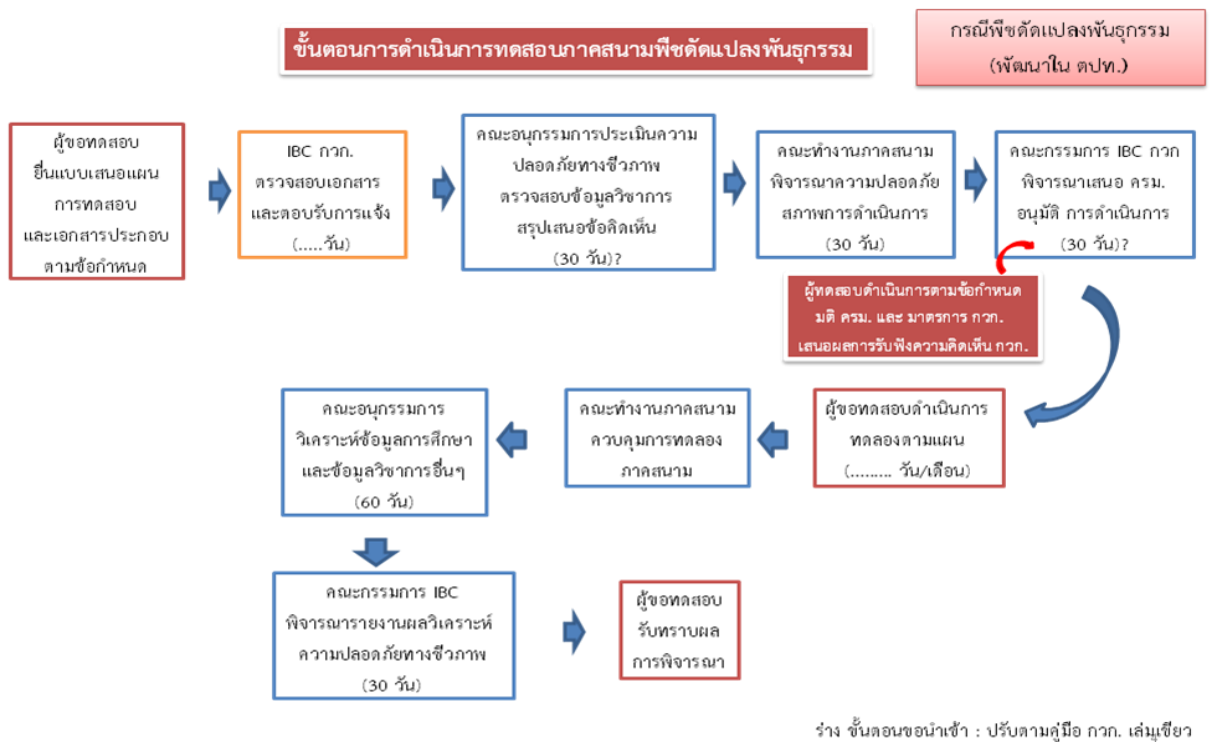 ขั้นตอนการดำเนินการทดสอบภาคสนามพืชดัดแปลงพันธุกรรม
กรณีพืชดัดแปลงพันธุกรรม
(พัฒนาใน ตปท.)
ผู้ขอทดสอบ
ยื่นแบบเสนอแผน
การทดสอบ
และเอกสารประกอบ
ตามข้อกำหนด
IBC กวก.
ตรวจสอบเอกสาร
และตอบรับการแจ้ง
(.....วัน)
คณะอนุกรรมการประเมินความ
ปลอดภัยทางชีวภาพ
ตรวจสอบข้อมูลวิชาการ
สรุปเสนอข้อคิดเห็น
(30 วัน)?
คณะทำงานภาคสนาม
พิจารณาความปลอดภัย
สภาพการดำเนินการ
(30 วัน)
คณะกรรมการ IBC กวก
พิจารณาเสนอ ครม.
อนุมัติ การดำเนินการ
(30 วัน)?
ผู้ทดสอบดำเนินการตามข้อกำหนด
มติ ครม. และ มาตรการ กวก.
เสนอผลการรับฟังความคิดเห็น กวก.
ผู้ขอทดสอบดำเนินการ
ทดลองตามแผน
(......... วัน/เดือน)
คณะทำงานภาคสนาม
ควบคุมการทดลอง
ภาคสนาม
คณะอนุกรรมการ
วิเคราะห์ข้อมูลการศึกษา
และข้อมูลวิชาการอื่นๆ
(60 วัน)
คณะกรรมการ IBC
พิจารณารายงานผลวิเคราะห์
ความปลอดภัยทางชีวภาพ
(30 วัน)
ผู้ขอทดสอบ
รับทราบผล
การพิจารณา
ร่าง ขั้นตอนขอนำเข้า : ปรับตามคู่มือ กวก. เล่มเขียว